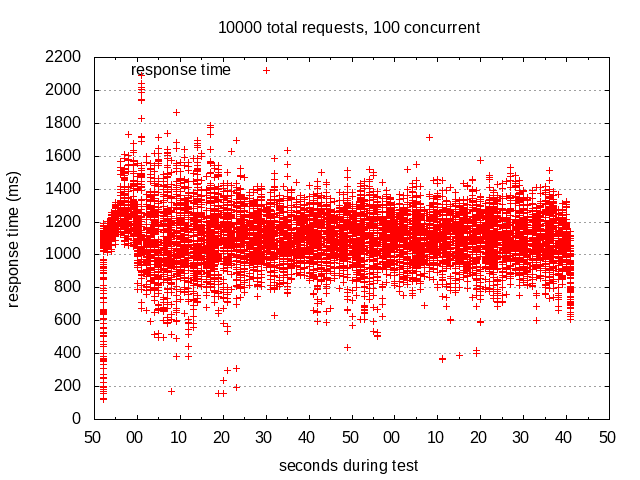 10000 total requests, 100 concurrent
response time
response time (ms)
2200
2000
1800
1600
1400
1200
1000
800
600
400
200
0
50 00 10 20 30 40 50 00 10 20 30 40 50
seconds during test